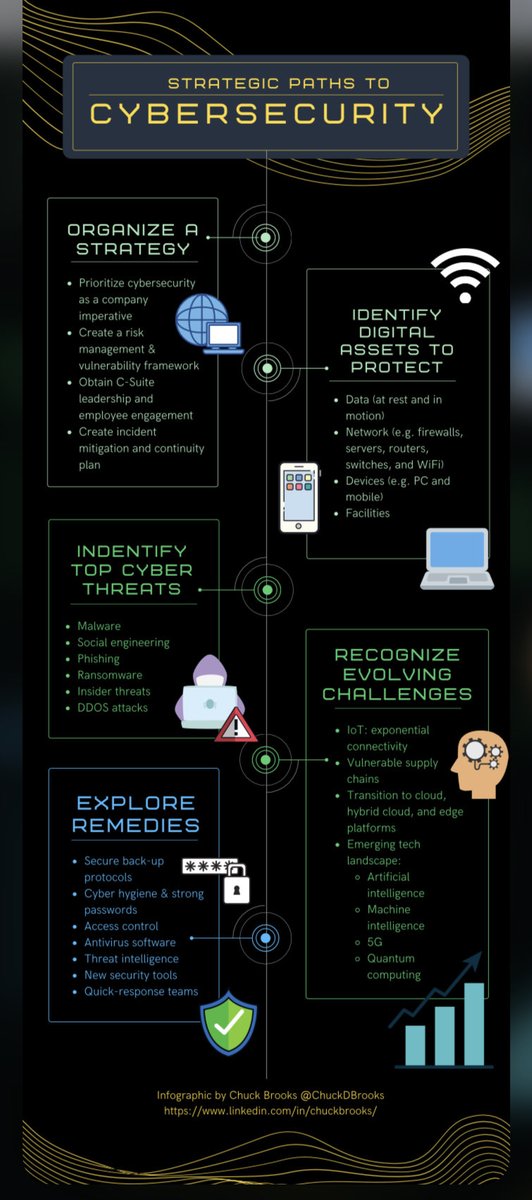 STRATEGIC PATHS TO
CYBERSECURITY
ORGANIZE A
STRATEGY
• Prioritize cybersecurity
as a company
imperative
• Create a risk
management &
vulnerability framework
• Obtain C-Suite
leadership and
employee engagement
• Create incident
mitigation and continuity
plan
IDENTIFY
DIGITAL
ASSETS TO
PROTECT
• Data (at rest and in
motion)
• Network (e.g. firewalls,
servers, routers,
switches, and WiFi)
• Devices (e.g. PC and
mobile)
• Facilities
INDENTIFY
TOP CYBER
THREATS
• Malware
• Social engineering
• Phishing
• Ransomware
• Insider threats
• DDOS attacks
RECOGNIZE
EVOLVING
CHALLENGES
• IoT: exponential
connectivity
• Vulnerable supply
chains
• Transition to cloud,
hybrid cloud, and edge
platforms
• Emerging tech
landscape:
◦ Artificial
intelligence
◦ Machine
intelligence
◦ 5G
◦ Quantum
computing
EXPLORE
REMEDIES
• Secure back-up
protocols
• Cyber hygiene & strong
passwords
• Access control
• Antivirus software
• Threat intelligence
• New security tools
• Quick-response teams
Infographic by Chuck Brooks @ChuckDBrooks
https://www.linkedin.com/in/chuckbrooks/